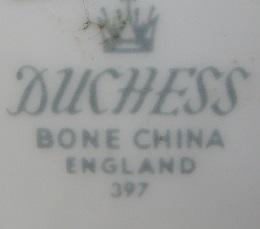 DUCHESS
BONE CHINA
ENGLAND
397